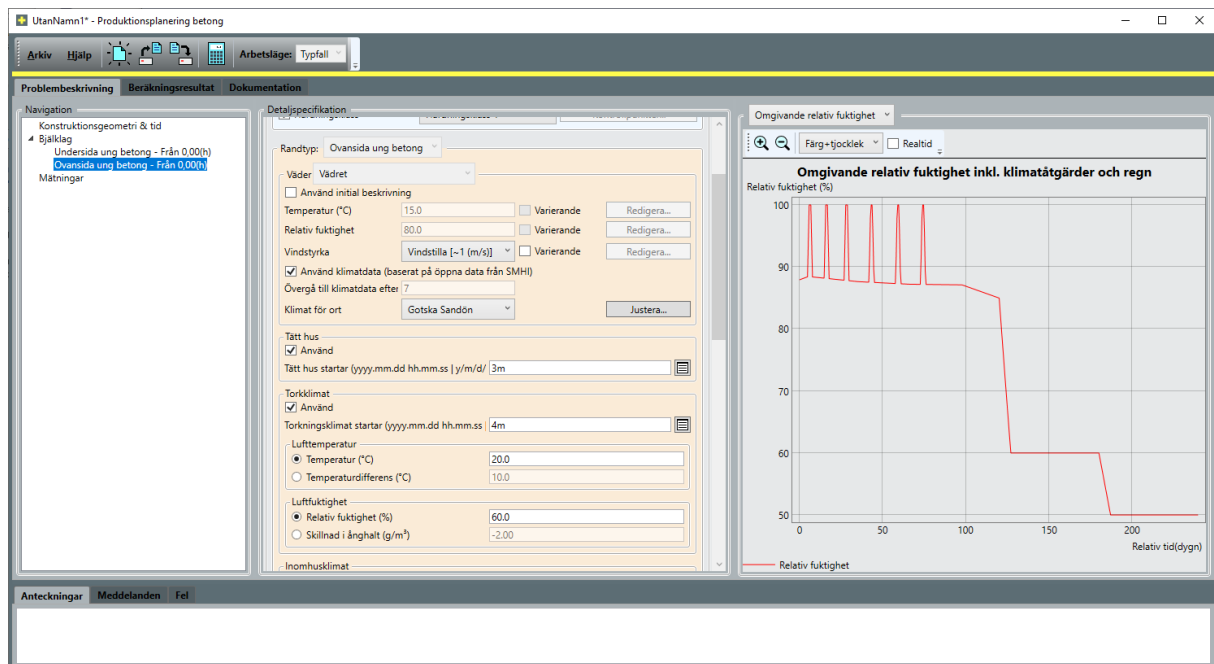 UtanNamn1* - Produktionsplanering betong
Arkiv Hjälp Arbetsläge: Typfall
Problembeskrivning Beräkningsresultat Dokumentation
Navigation
Konstruktionsgeometri & tid
Bjälklag
Undersida ung betong - Från 0,00(h)
Ovansida ung betong - Från 0,00(h)
Mätningar
Detaljspecifikation
Randtyp: Ovansida ung betong
Väder Vädret
Använd initial beskrivning
Temperatur (°C) 15.0 Varierande Redigera...
Relativ fuktighet 80.0 Varierande Redigera...
Vindstyrka Vindstilla [~1 (m/s)] Varierande Redigera...
Använd klimatdata (baserat på öppna data från SMHI)
Övergå till klimatdata efter 7
Klimat för ort Gotska Sandön Justera...
Tätt hus
Använd
Tätt hus startar (yyyy.mm.dd hh.mm.ss | y/m/d/ 3m
Torkklimat
Använd
Torkningsklimat startar (yyyy.mm.dd hh.mm.ss | 4m
Lufttemperatur
Temperatur (°C) 20.0
Temperaturdifferens (°C) 10.0
Luftfuktighet
Relativ fuktighet (%) 60.0
Skillnad i ånghalt (g/m³) -2.00
Inomhusklimat
Omgivande relativ fuktighet
Färg+tjocklek Realtid
Omgivande relativ fuktighet inkl. klimatåtgärder och regn
Relativ fuktighet (%)
100
90
80
70
60
50
0 50 100 150 200
Relativ tid(dygn)
Relativ fuktighet
Anteckningar Meddelanden Fel